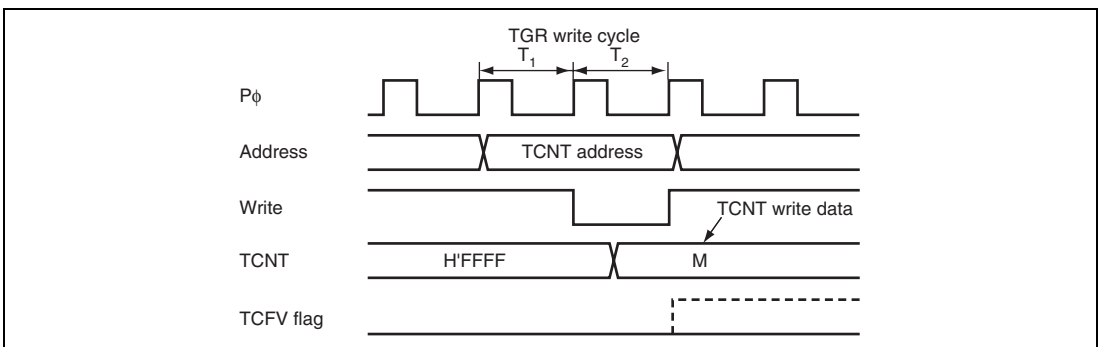 TGR write cycle
T1 T2
Pφ
Address
TCNT address
Write
TCNT write data
TCNT
H'FFFF
M
TCFV flag